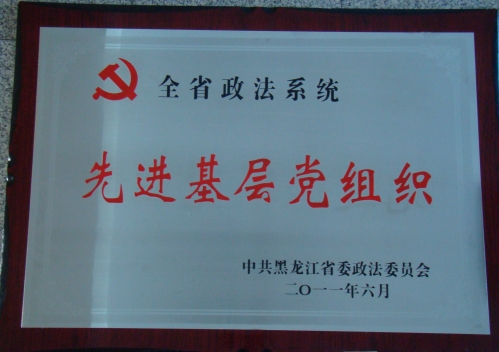 全省政法系统
先进基层党组织
中共黑龙江省委政法委员会
二〇一一年六月